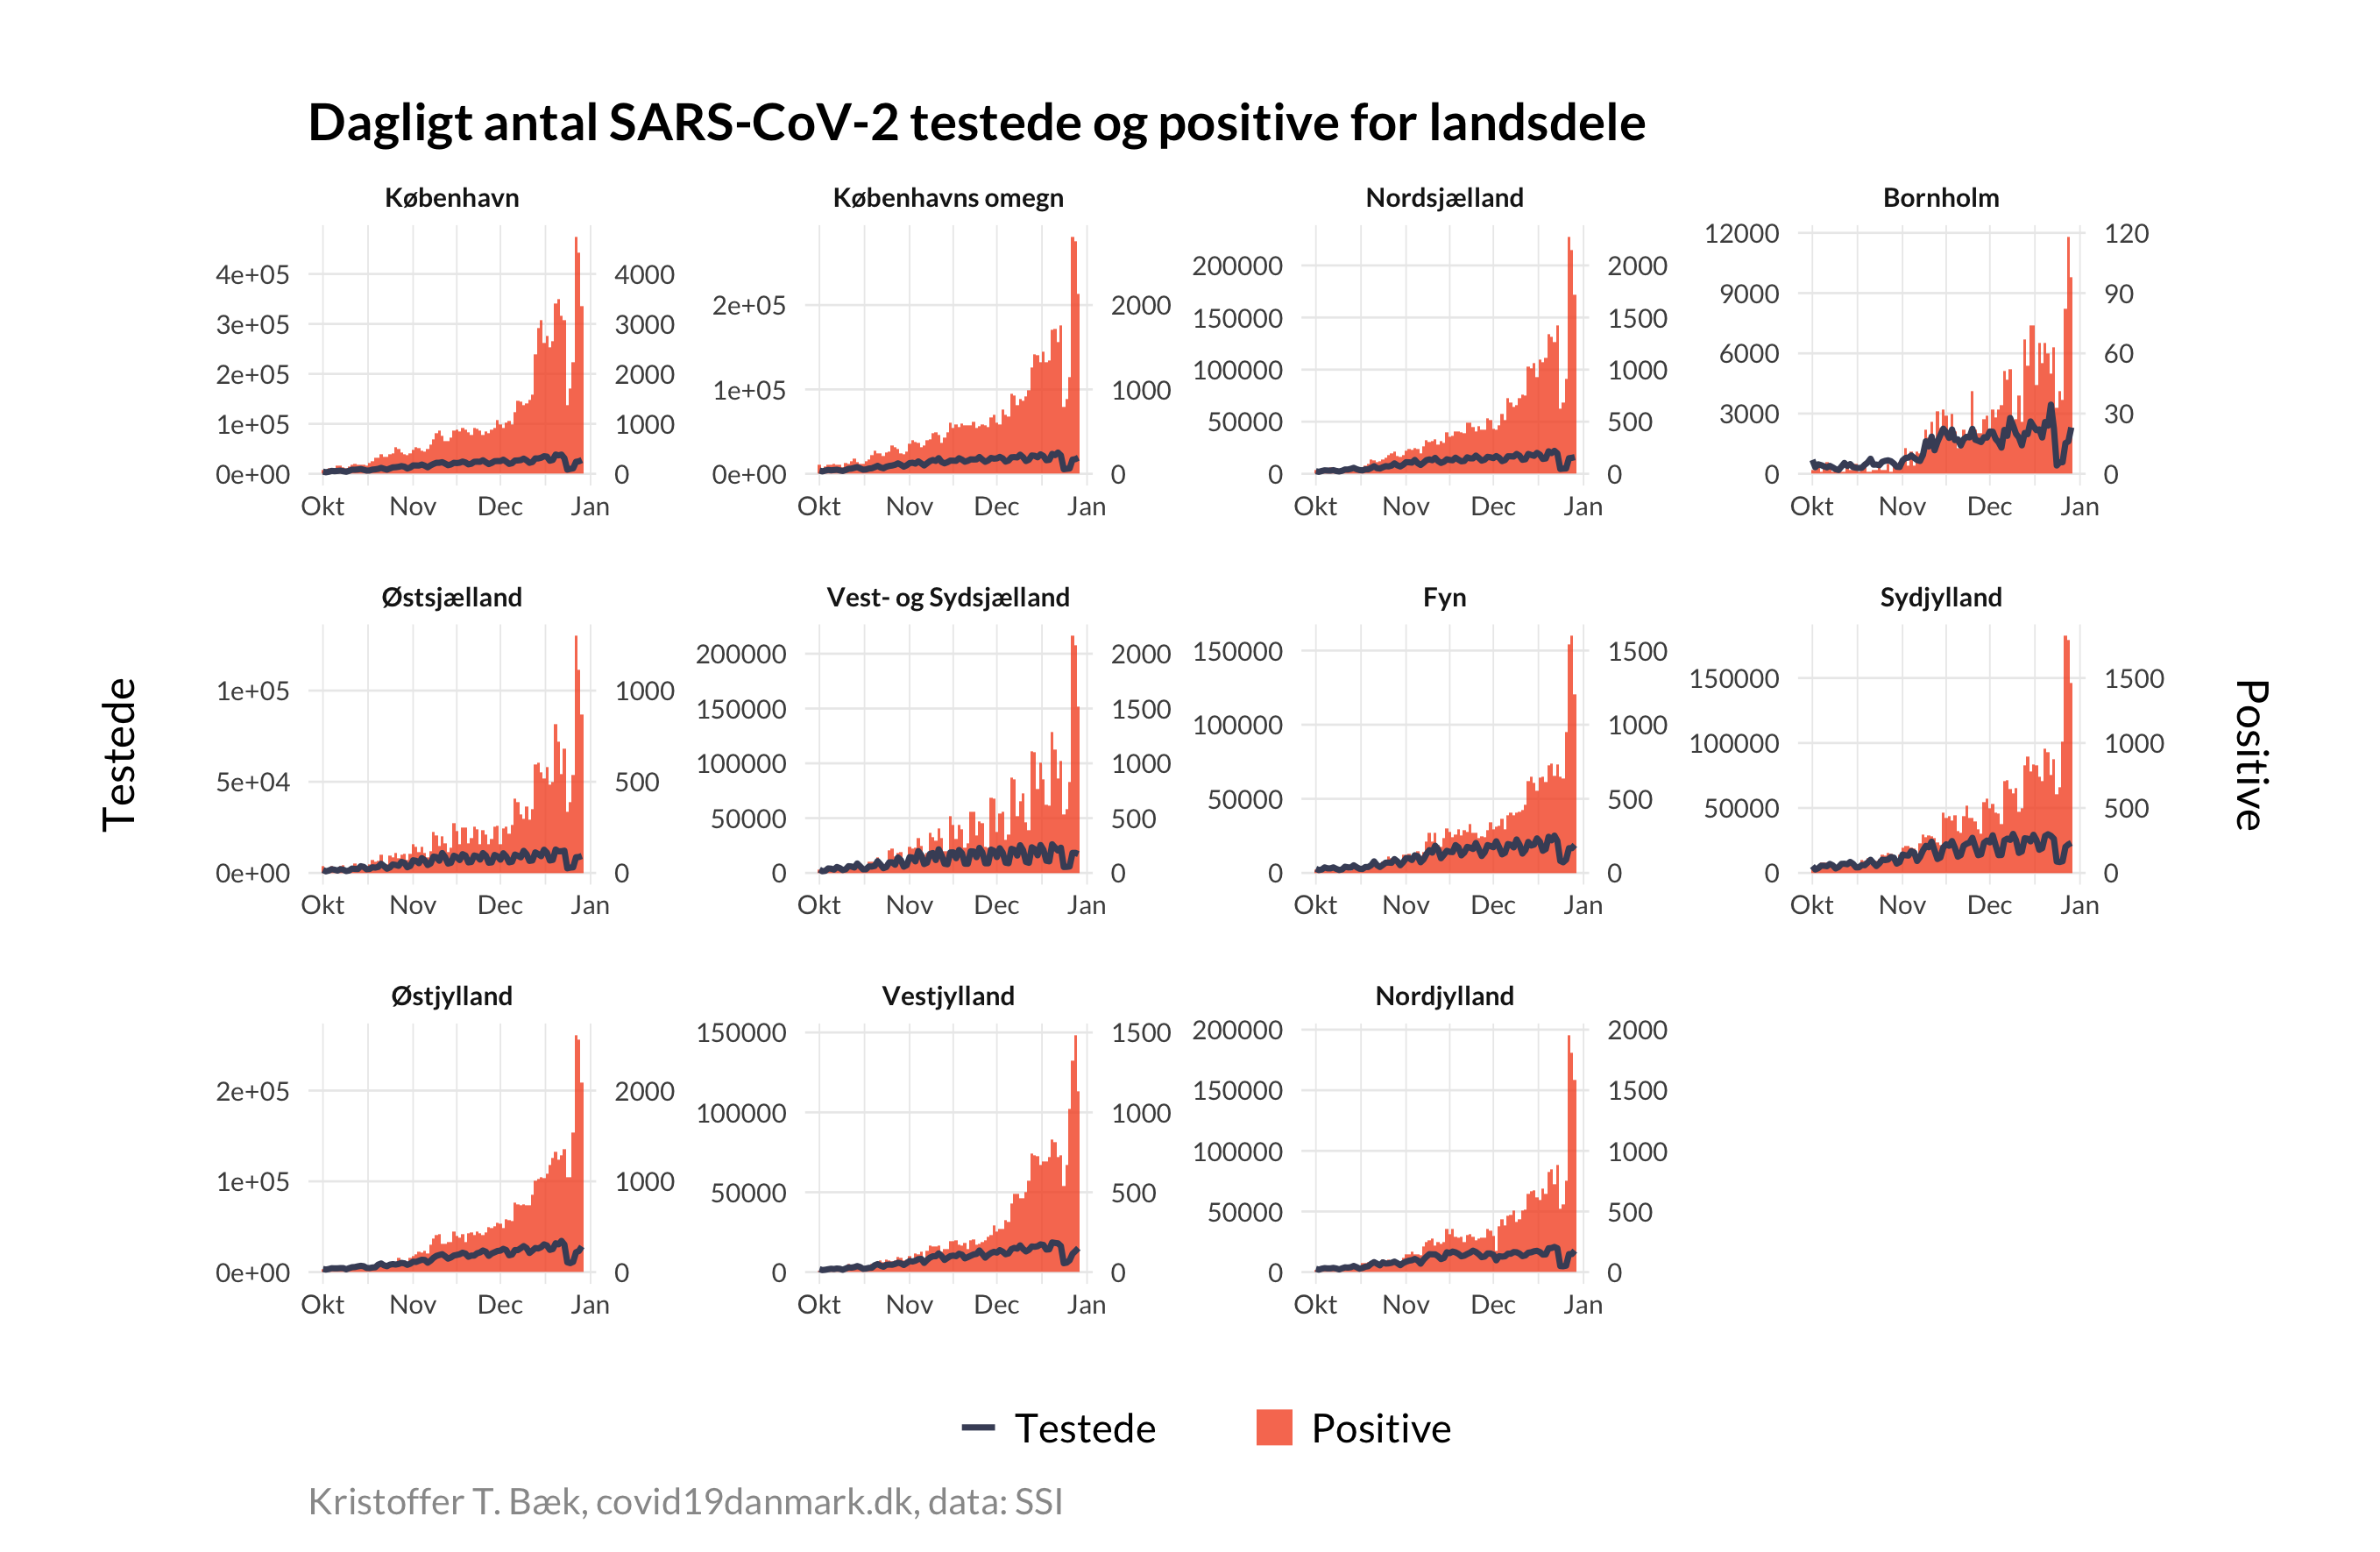 Dagligt antal SARS-CoV-2 testede og positive for landsdele
København
Københavns omegn
Nordsjælland
Bornholm
4e+05
3e+05
2e+05
1e+05
0e+00
4000
3000
2000
1000
0
2e+05
1e+05
0e+00
2000
1000
0
200000
150000
100000
50000
0
2000
1500
1000
500
0
12000
9000
6000
3000
0
120
90
60
30
0
Okt Nov Dec Jan
Okt Nov Dec Jan
Okt Nov Dec Jan
Okt Nov Dec Jan
Testede
Østsjælland
Vest- og Sydsjælland
Fyn
Sydjylland
1e+05
5e+04
0e+00
1000
500
0
200000
150000
100000
50000
0
2000
1500
1000
500
0
150000
100000
50000
0
1500
1000
500
0
150000
100000
50000
0
1500
1000
500
0
Positive
Okt Nov Dec Jan
Okt Nov Dec Jan
Okt Nov Dec Jan
Okt Nov Dec Jan
Østjylland
Vestjylland
Nordjylland
2e+05
1e+05
0e+00
2000
1000
0
150000
100000
50000
0
1500
1000
500
0
200000
150000
100000
50000
0
2000
1500
1000
500
0
Okt Nov Dec Jan
Okt Nov Dec Jan
Okt Nov Dec Jan
Testede
Positive
Kristoffer T. Bæk, covid19danmark.dk, data: SSI